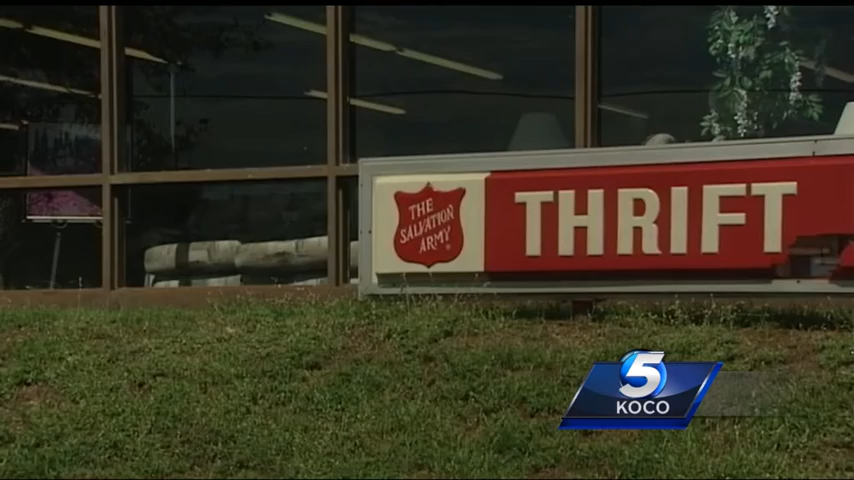 THE
SALVATION
ARMY
THRIFT
5
KOCO